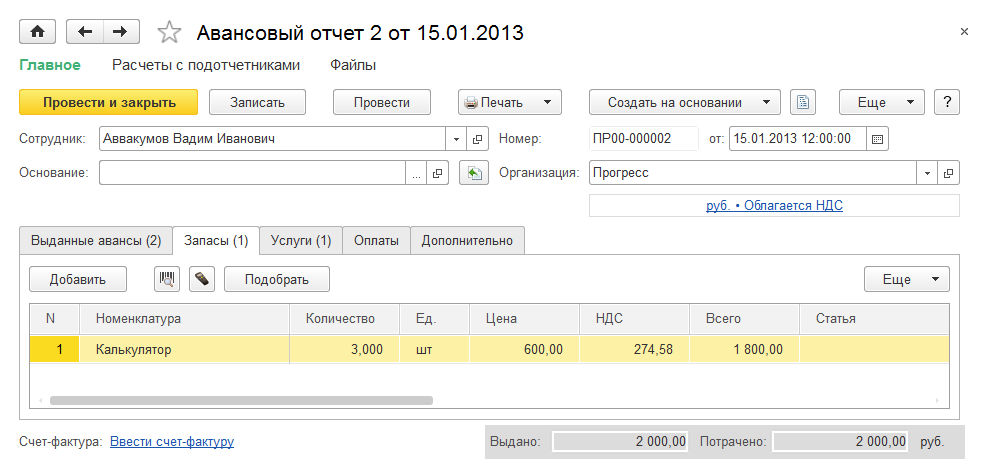 Авансовый отчет 2 от 15.01.2013
Главное Расчеты с подотчетниками Файлы
Провести и закрыть Записать Провести Печать Создать на основании Еще ?
Сотрудник: Аввакумов Вадим Иванович Номер: ПР00-000002 от: 15.01.2013 12:00:00
Основание: ... Организация: Прогресс
руб. • Облагается НДС
Выданные авансы (2) Запасы (1) Услуги (1) Оплаты Дополнительно
Добавить Подобрать Еще
N Номенклатура Количество Ед. Цена НДС Всего Статья
1 Калькулятор 3,000 шт 600,00 274,58 1 800,00
Счет-фактура: Ввести счет-фактуру Выдано: 2 000,00 Потрачено: 2 000,00 руб.